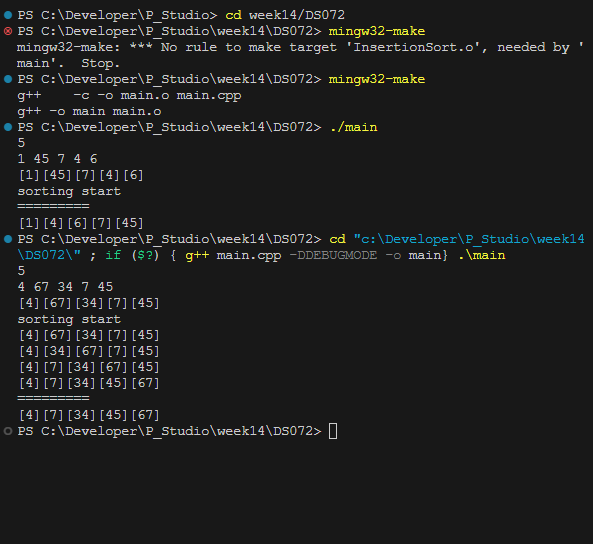 PS C:\Developer\P_Studio> cd week14/DS072
PS C:\Developer\P_Studio\week14\DS072> mingw32-make
mingw32-make: *** No rule to make target 'InsertionSort.o', needed by '
main'.  Stop.
PS C:\Developer\P_Studio\week14\DS072> mingw32-make
g++    -c -o main.o main.cpp
g++ -o main main.o
PS C:\Developer\P_Studio\week14\DS072> ./main
5
1 45 7 4 6
[1][45][7][4][6]
sorting start
=========
[1][4][6][7][45]
PS C:\Developer\P_Studio\week14\DS072> cd "c:\Developer\P_Studio\week14
\DS072\" ; if ($?) { g++ main.cpp -DDEBUGMODE -o main} .\main
5
4 67 34 7 45
[4][67][34][7][45]
sorting start
[4][67][34][7][45]
[4][34][67][7][45]
[4][7][34][67][45]
[4][7][34][45][67]
=========
[4][7][34][45][67]
PS C:\Developer\P_Studio\week14\DS072>